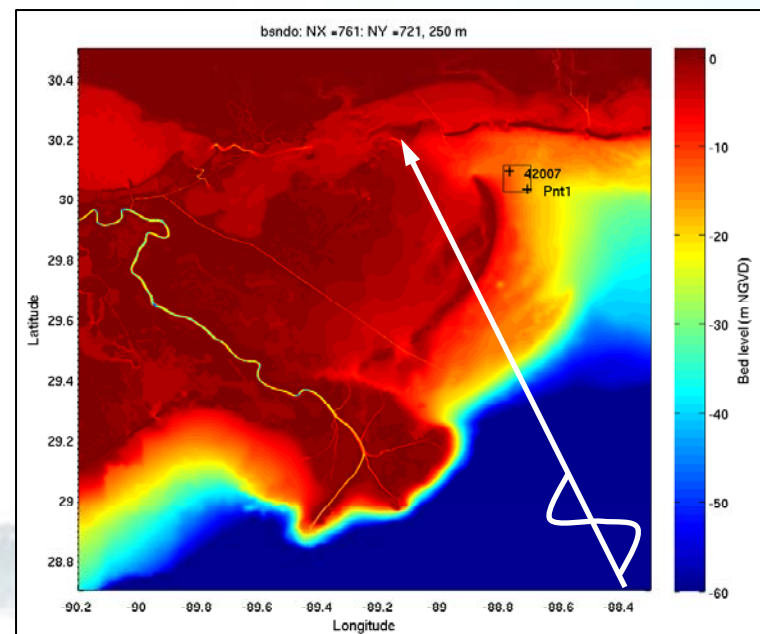 bsndo: NX =761: NY =721, 250 m
30.4
30.2
30
29.8
29.6
29.4
29.2
29
28.8
Latitude
42007
Pnt1
-90.2 -90 -89.8 -89.6 -89.4 -89.2 -89 -88.8 -88.6 -88.4
Longitude
0
-10
-20
-30
-40
-50
-60
Bed level (m NGVD)